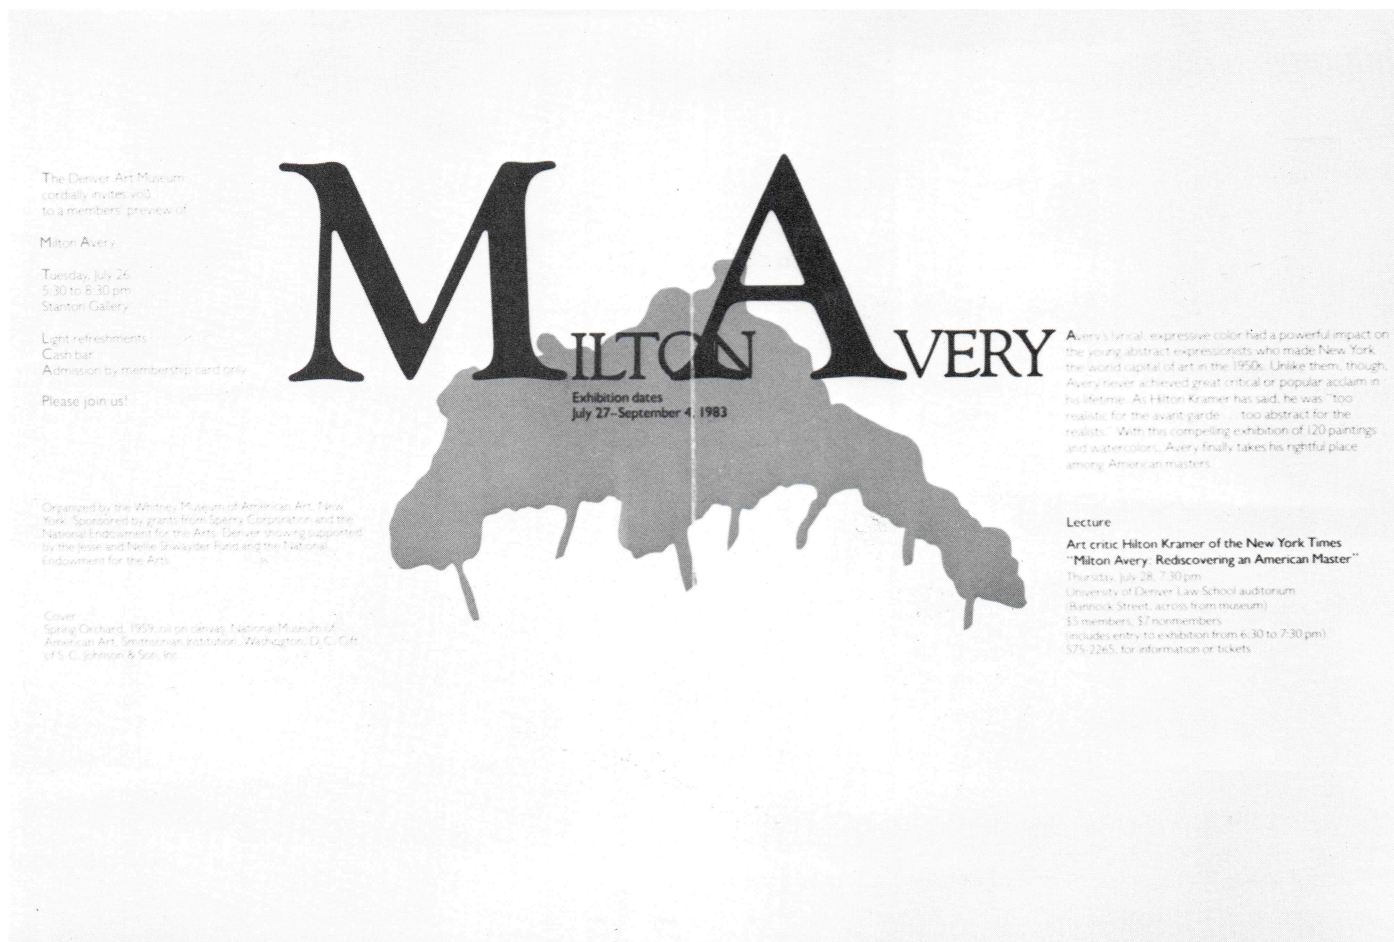 The Denver Art Museum
cordially invites you
to a members' preview of
Milton Avery
Tuesday, July 26
5:30 to 8:30 pm
Stanton Gallery
Light refreshments
Cash bar
Admission by membership card only
Please join us!
Organized by the Whitney Museum of American Art, New
York. Sponsored by grants from Sperry Corporation and the
National Endowment for the Arts. Denver showing supported
by the Jesse and Nellie Shwayder Fund and the National
Endowment for the Arts.
Cover
Spring Orchard, 1959, oil on canvas, National Museum of
American Art, Smithsonian Institution, Washington, D.C. Gift
of S. C. Johnson & Son, Inc.
MILTON AVERY
Exhibition dates
July 27–September 4, 1983
Avery's lyrical, expressive color had a powerful impact on
the young abstract expressionists who made New York
the world capital of art in the 1950s. Unlike them, though,
Avery never achieved great critical or popular acclaim in
his lifetime. As Hilton Kramer has said, he was "too
realistic for the avant-garde . . . too abstract for the
realists." With this compelling exhibition of 120 paintings
and watercolors, Avery finally takes his rightful place
among American masters.
Lecture
Art critic Hilton Kramer of the New York Times
"Milton Avery: Rediscovering an American Master"
Thursday, July 28, 7:30 pm
University of Denver Law School auditorium
(Bannock Street, across from museum)
$5 members, $7 nonmembers
(includes entry to exhibition from 6:30 to 7:30 pm)
575-2265, for information or tickets